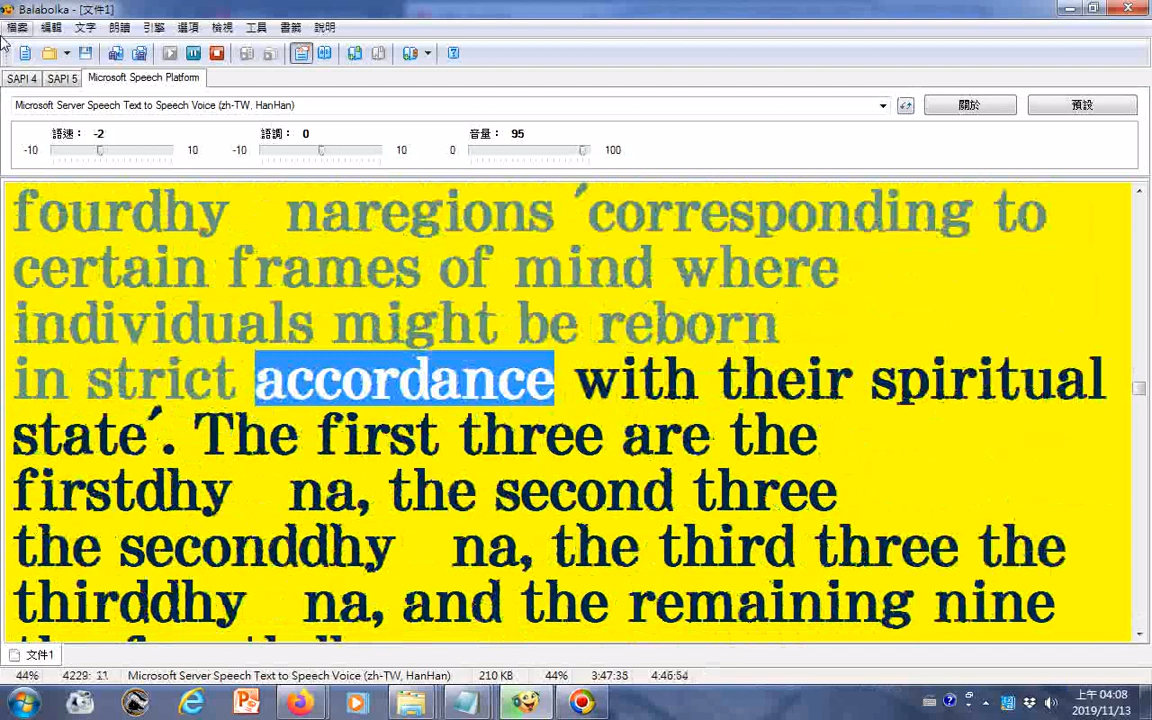 Balabolka - [文件1]
檔案 編輯 文字 朗讀 引擎 選項 檢視 工具 書籤 說明
SAPI 4 SAPI 5 Microsoft Speech Platform
Microsoft Server Speech Text to Speech Voice (zh-TW, HanHan) 關於 預設
語速： -2 語調： 0 音量： 95
-10 10 -10 10 0 100
fourdhy naregions ′corresponding to
certain frames of mind where
individuals might be reborn
in strict accordance with their spiritual
state′. The first three are the
firstdhy na, the second three
the seconddhy na, the third three the
thirddhy na, and the remaining nine
文件1
44% 4229: 11 Microsoft Server Speech Text to Speech Voice (zh-TW, HanHan) 210 KB 44% 3:47:38 4:46:54
上午 04:08
2019/11/13